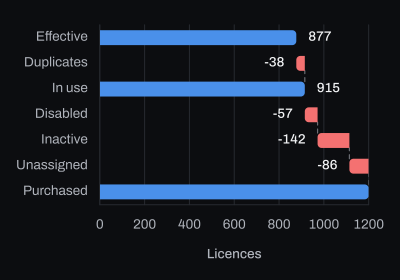 Effective 877
Duplicates -38
In use 915
Disabled -57
Inactive -142
Unassigned -86
Purchased
0 200 400 600 800 1000 1200
Licences